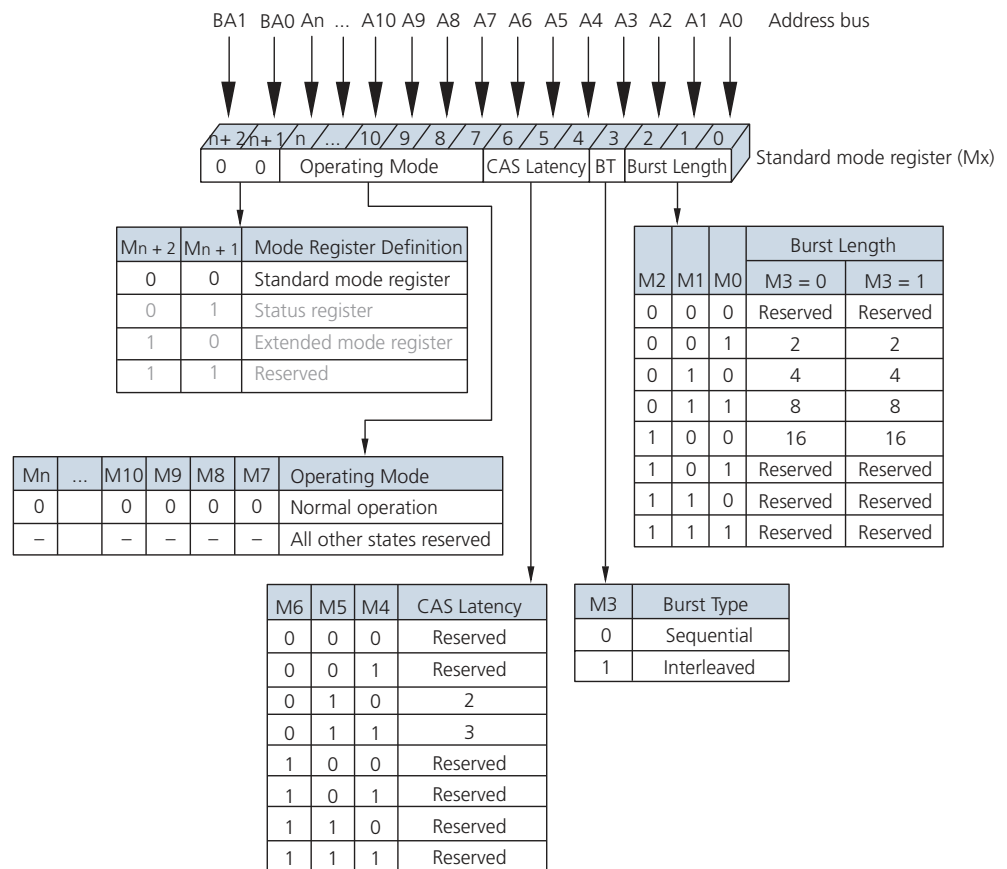 BA1 BA0 An ... A10 A9 A8 A7 A6 A5 A4 A3 A2 A1 A0 Address bus
n+ 2 n+ 1 n ... 10 9 8 7 6 5 4 3 2 1 0
0 0 Operating Mode CAS Latency BT Burst Length
Standard mode register (Mx)
Mn + 2 Mn + 1 Mode Register Definition
0 0 Standard mode register
0 1 Status register
1 0 Extended mode register
1 1 Reserved
Burst Length
M2 M1 M0 M3 = 0 M3 = 1
0 0 0 Reserved Reserved
0 0 1 2 2
0 1 0 4 4
0 1 1 8 8
1 0 0 16 16
1 0 1 Reserved Reserved
1 1 0 Reserved Reserved
1 1 1 Reserved Reserved
Mn ... M10 M9 M8 M7 Operating Mode
0 0 0 0 0 Normal operation
– – – – – All other states reserved
M6 M5 M4 CAS Latency
0 0 0 Reserved
0 0 1 Reserved
0 1 0 2
0 1 1 3
1 0 0 Reserved
1 0 1 Reserved
1 1 0 Reserved
1 1 1 Reserved
M3 Burst Type
0 Sequential
1 Interleaved